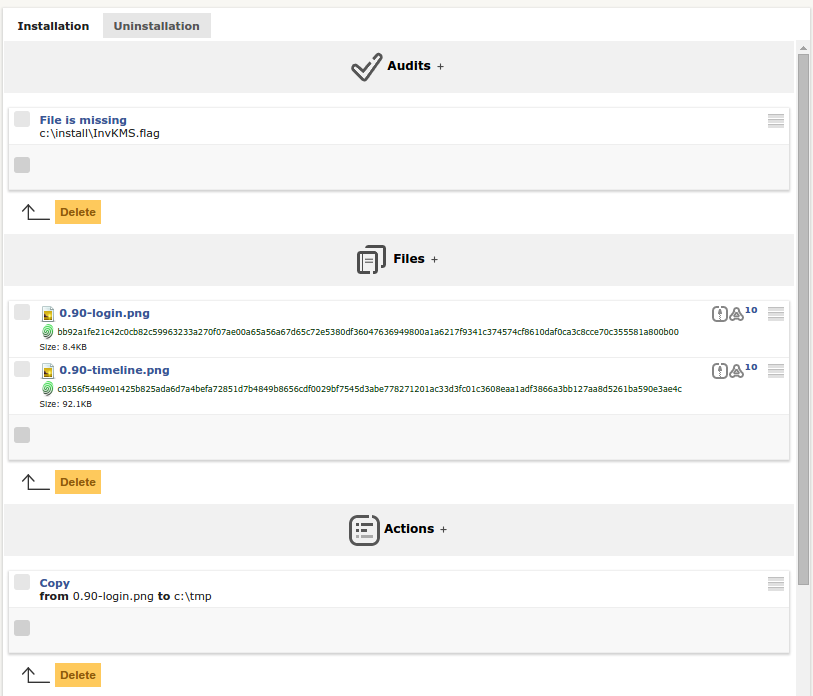 Installation Uninstallation
Audits +
File is missing
c:\install\InvKMS.flag
Delete
Files +
0.90-login.png 10
bb92a1fe21c42c0cb82c59963233a270f07ae00a65a56a67d65c72e5380df36047636949800a1a6217f9341c374574cf8610daf0ca3c8cce70c355581a800b00
Size: 8.4KB
0.90-timeline.png 10
c0356f5449e01425b825ada6d7a4befa72851d7b4849b8656cdf0029bf7545d3abe778271201ac33d3fc01c3608eaa1adf3866a3bb127aa8d5261ba590e3ae4c
Size: 92.1KB
Delete
Actions +
Copy
from 0.90-login.png to c:\tmp
Delete